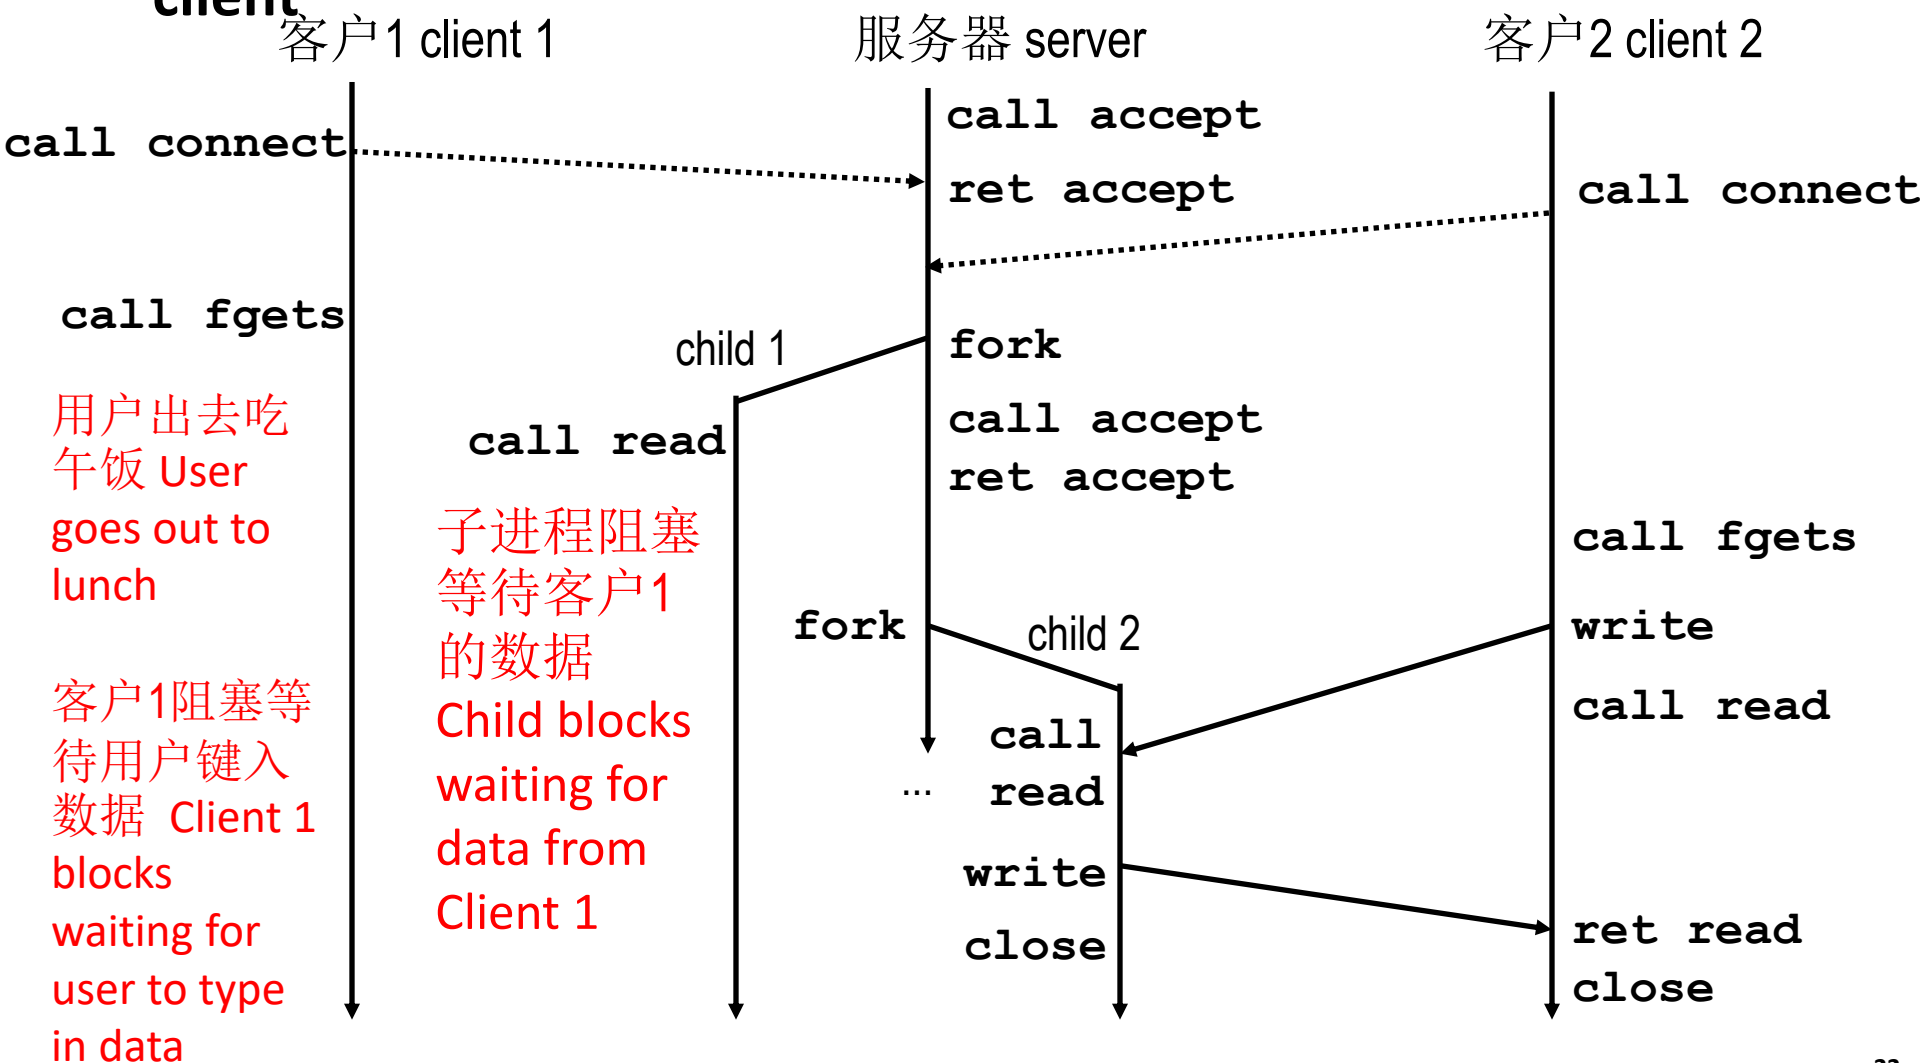 client
客户1 client 1
服务器 server
客户2 client 2
call connect
call accept
ret accept
call connect
call fgets
child 1
fork
用户出去吃
午饭 User
goes out to
lunch
call read
call accept
ret accept
子进程阻塞
等待客户1
的数据
Child blocks
waiting for
data from
Client 1
call fgets
fork
child 2
write
客户1阻塞等
待用户键入
数据 Client 1
blocks
waiting for
user to type
in data
call
read
...
call read
write
close
ret read
close